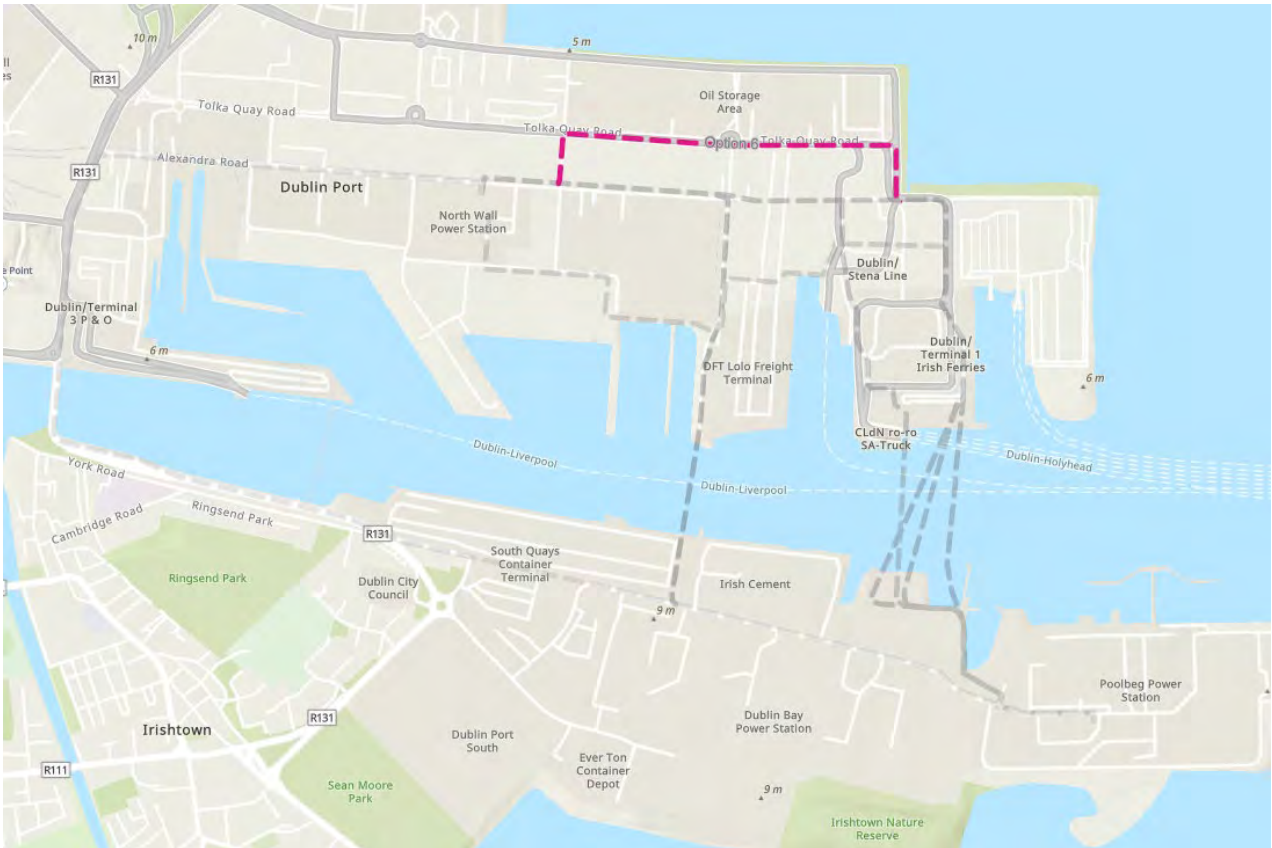 10 m
5 m
R131
Oil Storage
Area
Tolka Quay Road
Tolka Quay Road
Option 6
Tolka Quay Road
Alexandra Road
R131
Dublin Port
North Wall
Power Station
e Point
Dublin/
Stena Line
Dublin/Terminal
3 P & O
6 m
Dublin/
Terminal 1
Irish Ferries
DFT Lolo Freight
Terminal
6 m
CLdN ro-ro
SA-Truck
Dublin-Liverpool
Dublin-Holyhead
Dublin-Liverpool
York Road
Cambridge Road
Ringsend Park
R131
South Quays
Container
Terminal
Ringsend Park
Dublin City
Council
Irish Cement
9 m
Poolbeg Power
Station
R131
Irishtown
Dublin Port
South
Dublin Bay
Power Station
Ever Ton
Container
Depot
R111
Sean Moore
Park
9 m
Irishtown Nature
Reserve